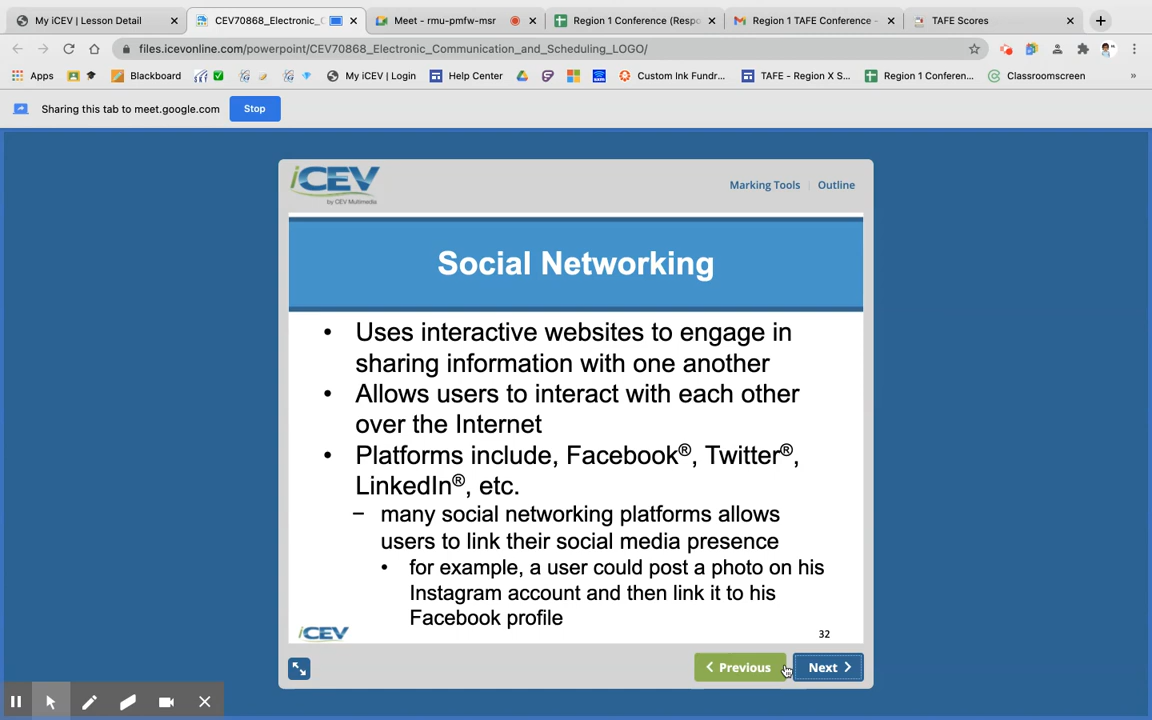 My iCEV | Lesson Detail
CEV70868_Electronic_C
Meet - rmu-pmfw-msr
Region 1 Conference (Respo
Region 1 TAFE Conference -
TAFE Scores
files.icevonline.com/powerpoint/CEV70868_Electronic_Communication_and_Scheduling_LOGO/
Apps
Blackboard
My iCEV | Login
Help Center
Custom Ink Fundr...
TAFE - Region X S...
Region 1 Conferen...
Classroomscreen
»
Sharing this tab to meet.google.com
Stop
iCEV
by CEV Multimedia
Marking Tools | Outline
Social Networking
• Uses interactive websites to engage in
sharing information with one another
• Allows users to interact with each other
over the Internet
• Platforms include, Facebook®, Twitter®,
LinkedIn®, etc.
– many social networking platforms allows
users to link their social media presence
• for example, a user could post a photo on his
Instagram account and then link it to his
Facebook profile
iCEV
32
Previous
Next